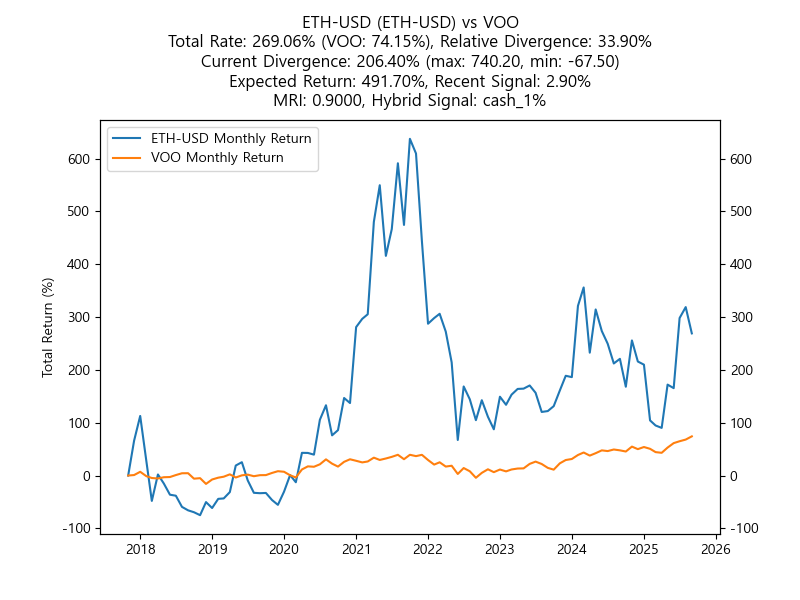 ETH-USD (ETH-USD) vs VOO
Total Rate: 269.06% (VOO: 74.15%), Relative Divergence: 33.90%
Current Divergence: 206.40% (max: 740.20, min: -67.50)
Expected Return: 491.70%, Recent Signal: 2.90%
MRI: 0.9000, Hybrid Signal: cash_1%
ETH-USD Monthly Return
VOO Monthly Return
Total Return (%)
600 600
500 500
400 400
300 300
200 200
100 100
0 0
-100 -100
2018 2019 2020 2021 2022 2023 2024 2025 2026